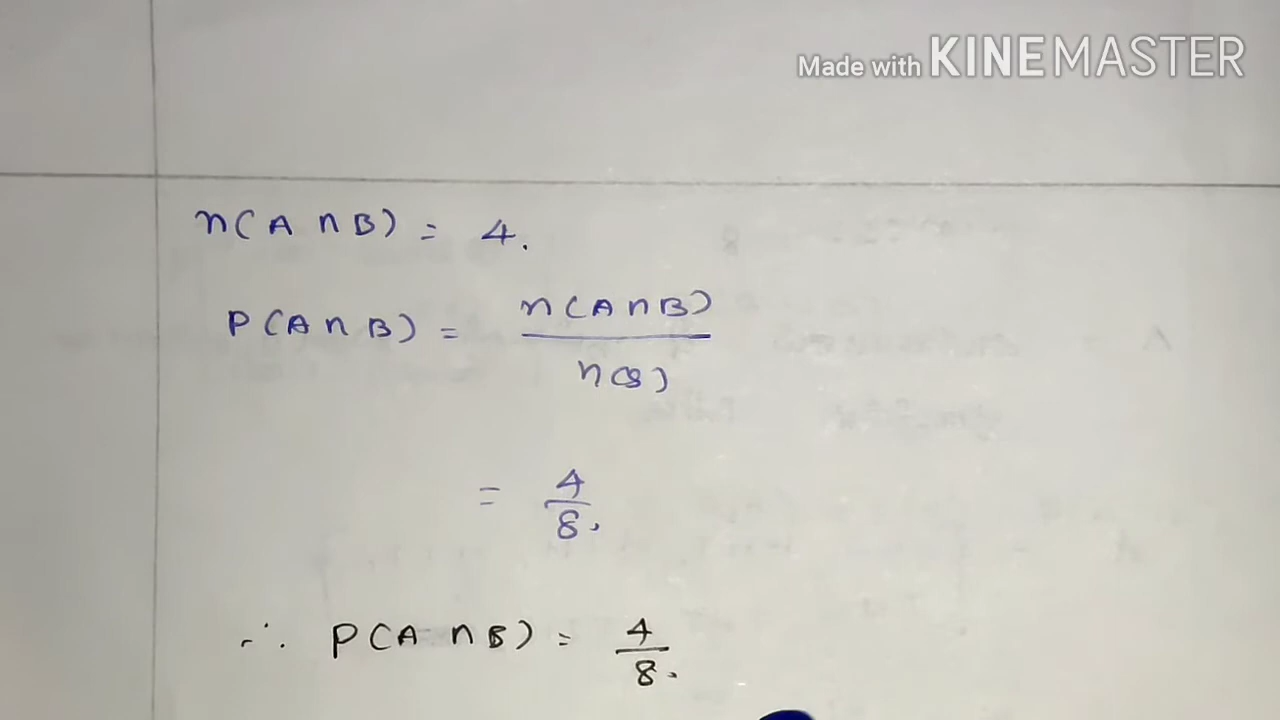 Made with KINEMASTER
n(A ∩ B) = 4.
P(A ∩ B) = n(A ∩ B) / n(S)
= 4/8.
∴ P(A ∩ B) = 4/8.